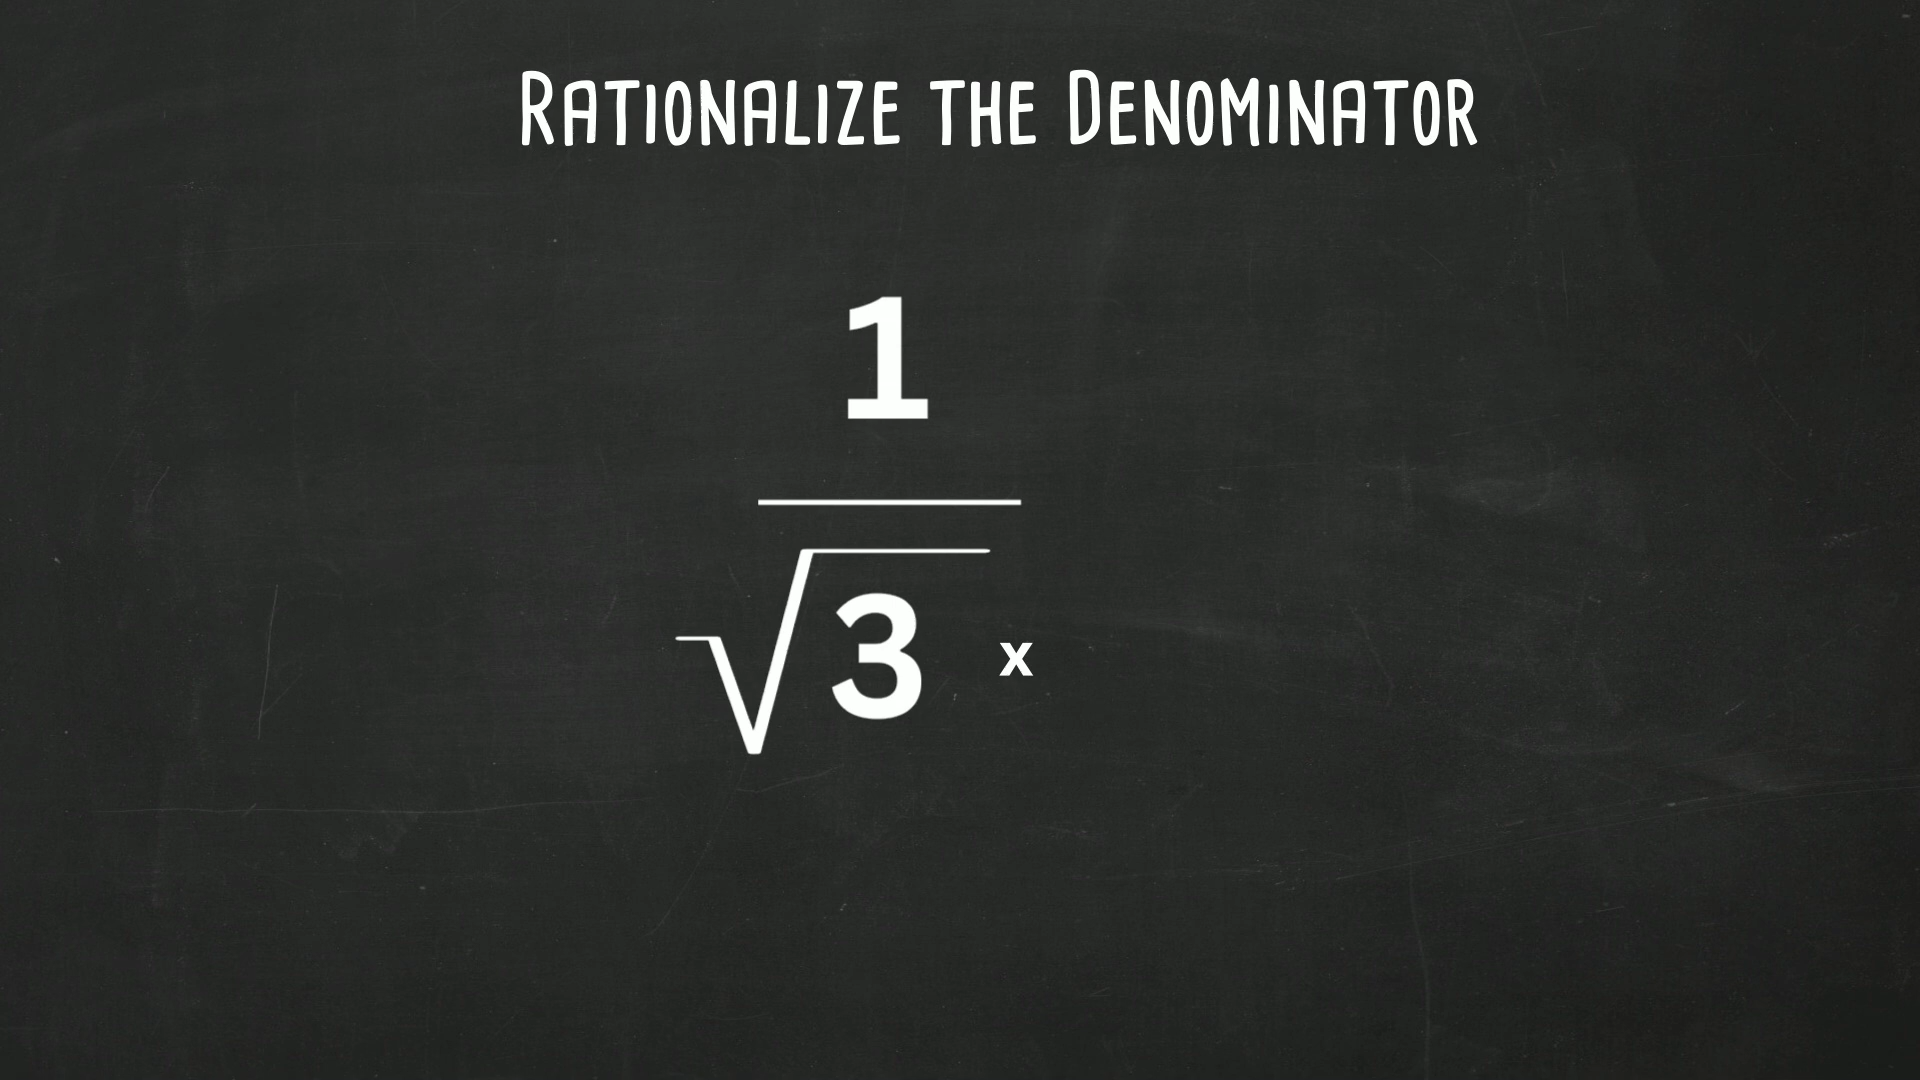 Rationalize the Denominator
1
√3 x